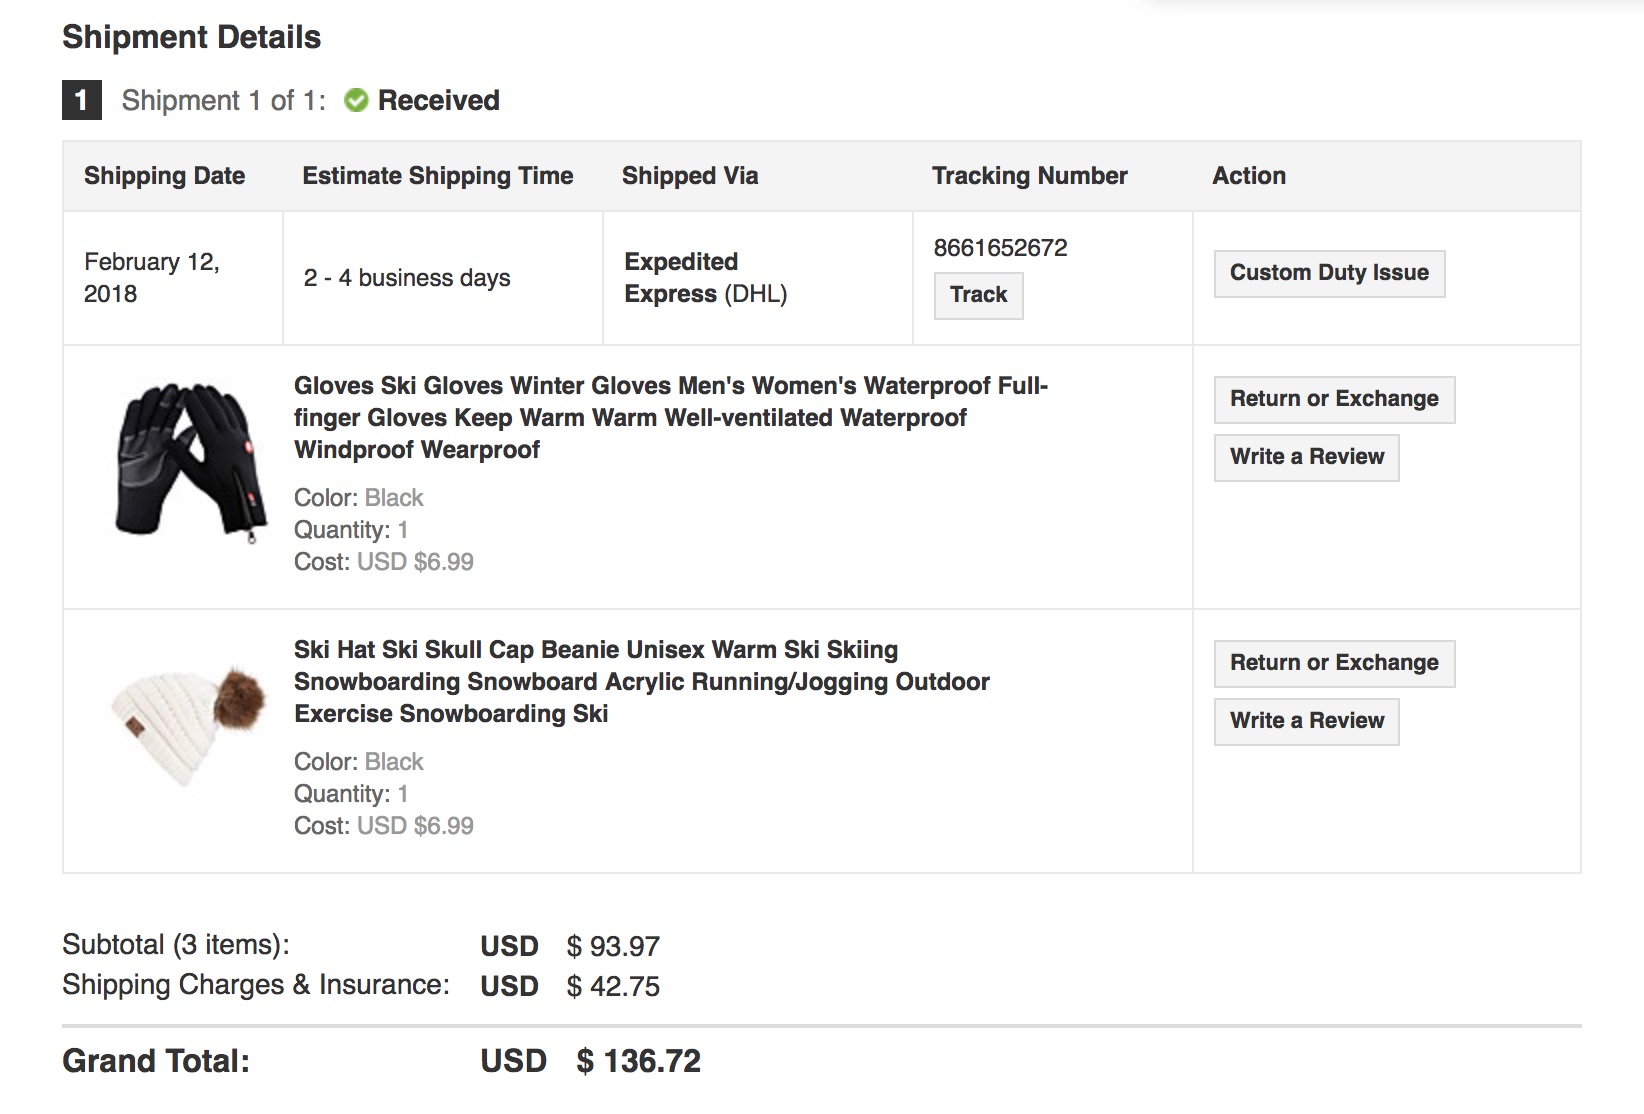 Shipment Details
1 Shipment 1 of 1: Received
Shipping Date Estimate Shipping Time Shipped Via Tracking Number Action
February 12,
2018
2 - 4 business days
Expedited
Express (DHL)
8661652672
Track
Custom Duty Issue
Gloves Ski Gloves Winter Gloves Men's Women's Waterproof Full-
finger Gloves Keep Warm Warm Well-ventilated Waterproof
Windproof Wearproof
Color: Black
Quantity: 1
Cost: USD $6.99
Return or Exchange
Write a Review
Ski Hat Ski Skull Cap Beanie Unisex Warm Ski Skiing
Snowboarding Snowboard Acrylic Running/Jogging Outdoor
Exercise Snowboarding Ski
Color: Black
Quantity: 1
Cost: USD $6.99
Return or Exchange
Write a Review
Subtotal (3 items): USD $ 93.97
Shipping Charges & Insurance: USD $ 42.75
Grand Total: USD $ 136.72